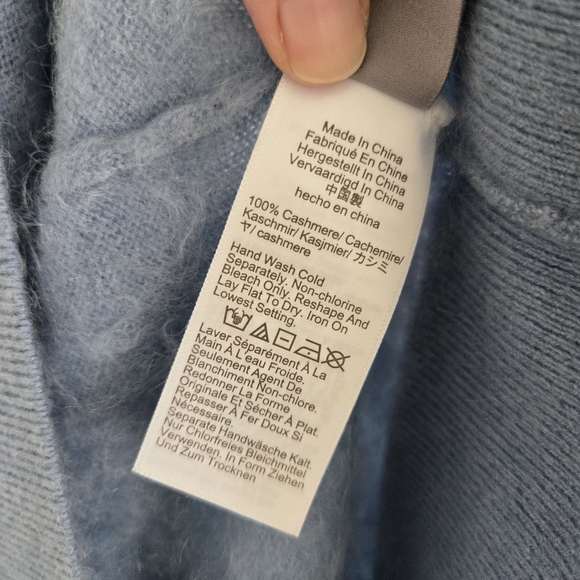 Made In China
Fabriqué En Chine
Hergestellt In China
Vervaardigd In China
中国製
hecho en china
100% Cashmere/ Cachemire/
Kaschmir/ Kasjmier/ カシミ
ヤ/ cashmere
Hand Wash Cold
Separately. Non-chlorine
Bleach Only. Reshape And
Lay Flat To Dry. Iron On
Lowest Setting.
Laver Séparément À La
Main À L'eau Froide.
Seulement Agent De
Blanchiment Non-chlore.
Redonner La Forme
Originale Et Sécher À Plat.
Repasser À Fer Doux Si
Nécessaire.
Separate Handwäsche Kalt.
Nur Chlorfreies Bleichmittel
Verwenden. In Form Ziehen
Und Zum Trocknen